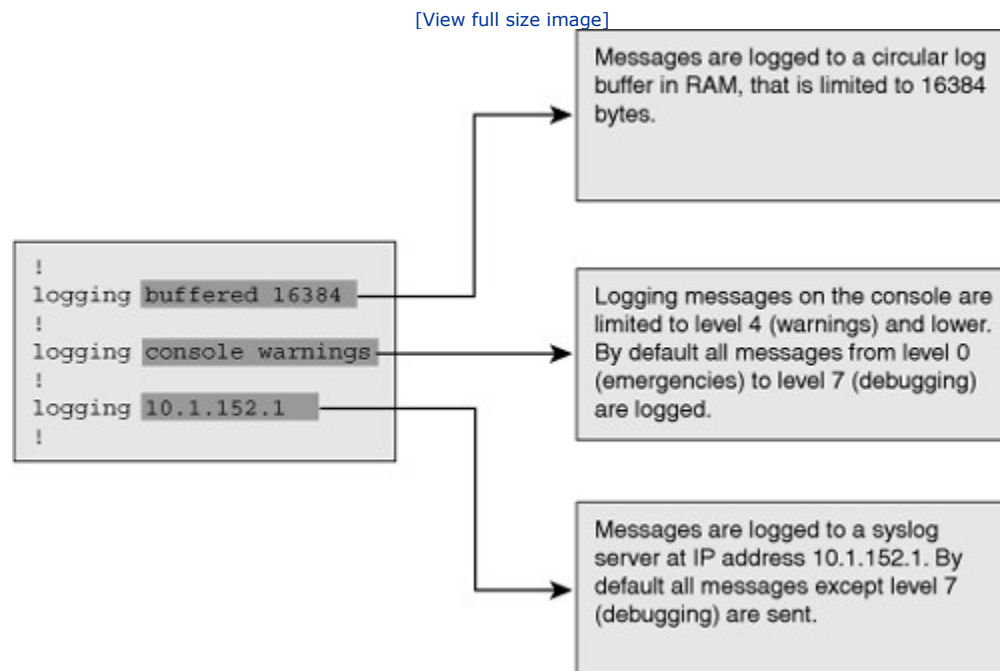 [View full size image]
Messages are logged to a circular log
buffer in RAM, that is limited to 16384
bytes.
!
logging buffered 16384
!
logging console warnings
!
logging 10.1.152.1
!
Logging messages on the console are
limited to level 4 (warnings) and lower.
By default all messages from level 0
(emergencies) to level 7 (debugging)
are logged.
Messages are logged to a syslog
server at IP address 10.1.152.1. By
default all messages except level 7
(debugging) are sent.